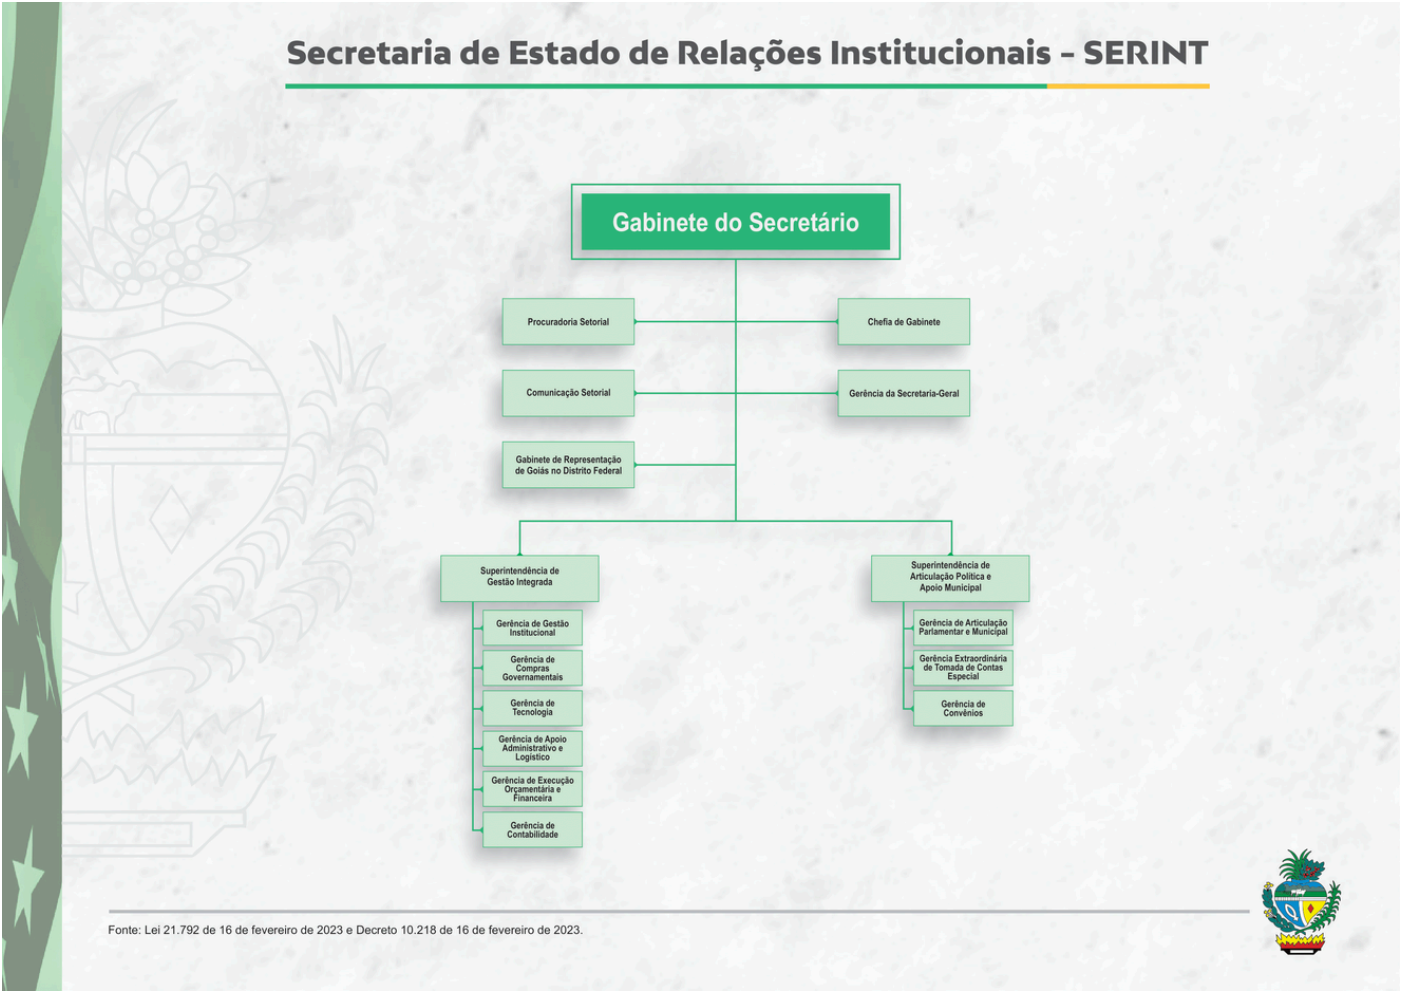 Secretaria de Estado de Relações Institucionais - SERINT
Gabinete do Secretário
Procuradoria Setorial
Chefia de Gabinete
Comunicação Setorial
Gerência da Secretaria-Geral
Gabinete de Representação
de Goiás no Distrito Federal
Superintendência de
Gestão Integrada
Gerência de Gestão
Institucional
Gerência de
Compras
Governamentais
Gerência de
Tecnologia
Gerência de Apoio
Administrativo e
Logístico
Gerência de Execução
Orçamentária e
Financeira
Gerência de
Contabilidade
Superintendência de
Articulação Política e
Apoio Municipal
Gerência de Articulação
Parlamentar e Municipal
Gerência Extraordinária
de Tomada de Contas
Especial
Gerência de
Convênios
Fonte: Lei 21.792 de 16 de fevereiro de 2023 e Decreto 10.218 de 16 de fevereiro de 2023.